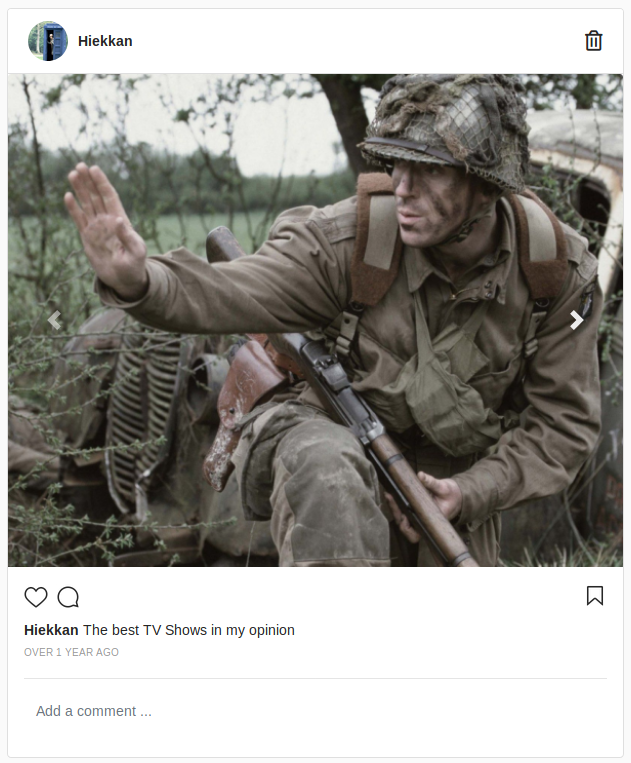 Hiekkan
Hiekkan The best TV Shows in my opinion
OVER 1 YEAR AGO
Add a comment ...